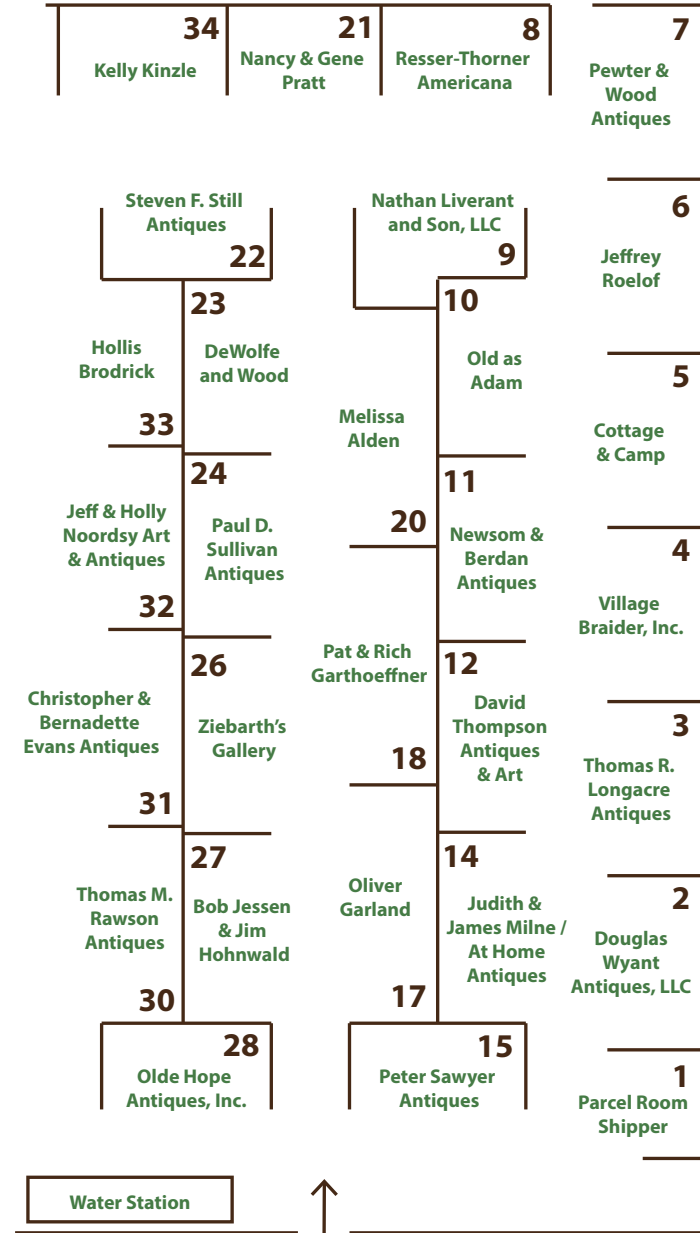 34
Kelly Kinzle
21
Nancy & Gene
Pratt
8
Resser-Thorner
Americana
7
Pewter &
Wood
Antiques
Steven F. Still
Antiques
22
Nathan Liverant
and Son, LLC
9
6
Jeffrey
Roelof
23
DeWolfe
and Wood
Hollis
Brodrick
33
10
Old as
Adam
Melissa
Alden
20
5
Cottage
& Camp
24
Paul D.
Sullivan
Antiques
Jeff & Holly
Noordsy Art
& Antiques
32
11
Newsom &
Berdan
Antiques
4
Village
Braider, Inc.
26
Ziebarth's
Gallery
Christopher &
Bernadette
Evans Antiques
31
Pat & Rich
Garthoeffner
18
12
David
Thompson
Antiques
& Art
3
Thomas R.
Longacre
Antiques
27
Bob Jessen
& Jim
Hohnwald
Thomas M.
Rawson
Antiques
30
Oliver
Garland
17
14
Judith &
James Milne /
At Home
Antiques
2
Douglas
Wyant
Antiques, LLC
28
Olde Hope
Antiques, Inc.
15
Peter Sawyer
Antiques
1
Parcel Room
Shipper
Water Station